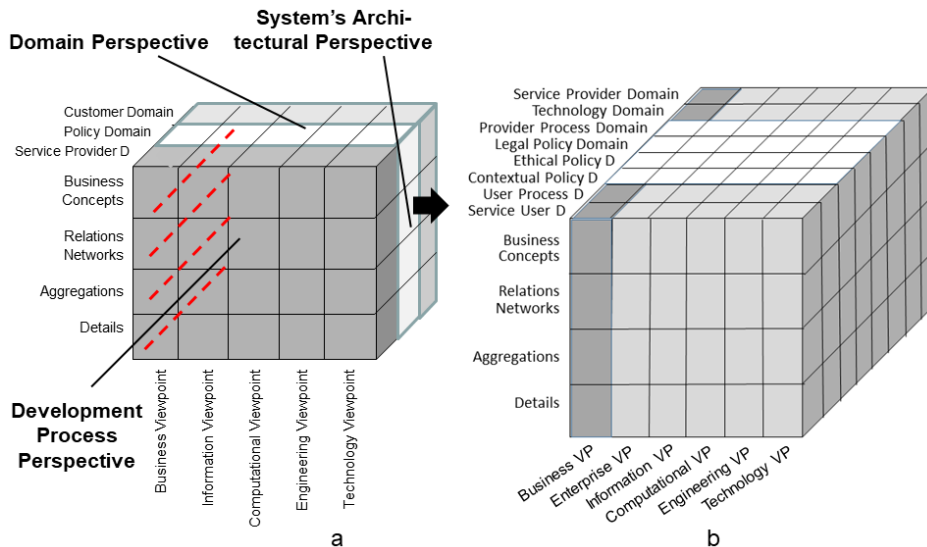 System’s Archi-
tectural Perspective
Domain Perspective
Customer Domain
Policy Domain
Service Provider D
Business
Concepts
Relations
Networks
Aggregations
Details
Development
Process
Perspective
Business Viewpoint
Information Viewpoint
Computational Viewpoint
Engineering Viewpoint
Technology Viewpoint
a
Service Provider Domain
Technology Domain
Provider Process Domain
Legal Policy Domain
Ethical Policy D
Contextual Policy D
User Process D
Service User D
Business
Concepts
Relations
Networks
Aggregations
Details
Business VP
Enterprise VP
Information VP
Computational VP
Engineering VP
Technology VP
b